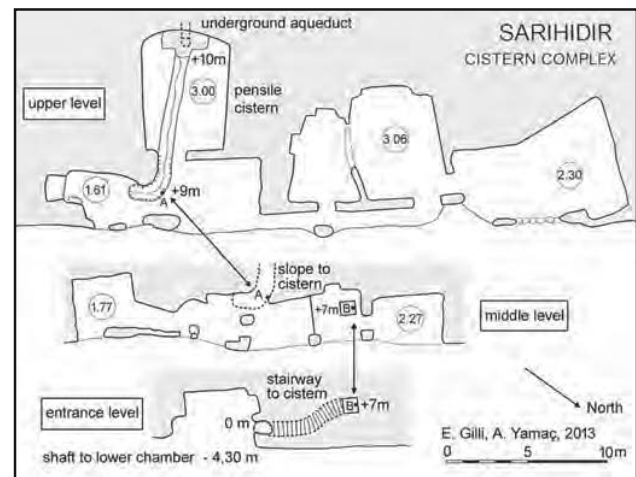 SARIHIDIR
CISTERN COMPLEX
underground aqueduct
+10m
upper level
3.00
pensile
cistern
3.06
2.30
1.61
+9m
A
slope to
cistern
A
1.77
+7m
B
2.27
middle level
stairway
to cistern
entrance level
B
+7m
0 m
North
shaft to lower chamber - 4,30 m
E. Gilli, A. Yamaç, 2013
0 5 10m